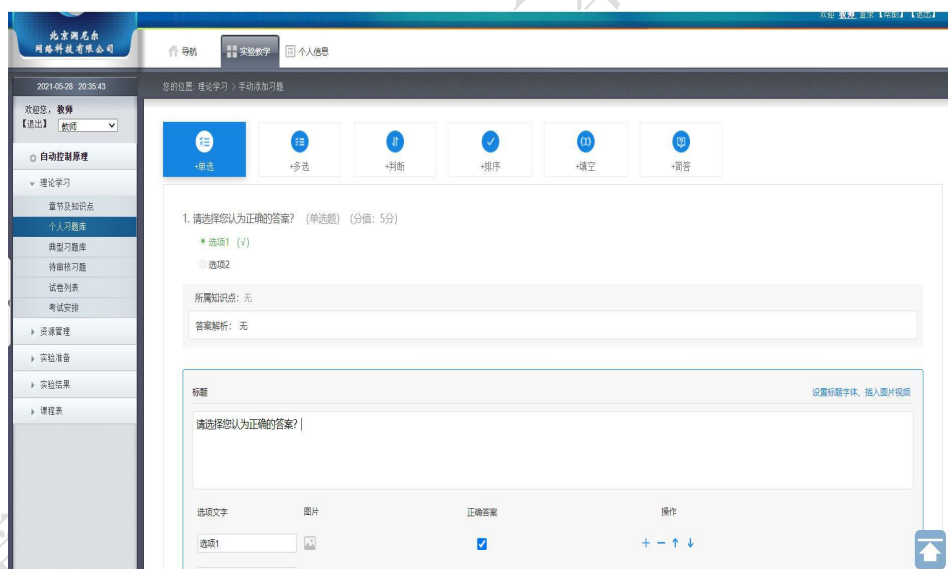 欢迎 教师 登录【帮助】【退出】
北京润尼尔
网络科技有限公司
导航
实验教学
个人信息
2021-05-28 20:35:43
您的位置: 理论学习 > 手动添加习题
欢迎您，教师
【退出】 教师
自动控制原理
理论学习
章节及知识点
个人习题库
典型习题库
待审核习题
试卷列表
考试安排
资源管理
实验准备
实验结果
课程表
+单选
+多选
+判断
+排序
+填空
+简答
1. 请选择您认为正确的答案? (单选题) (分值: 5分)
选项1 (√)
选项2
所属知识点: 无
答案解析: 无
标题
设置标题字体、插入图片视频
请选择您认为正确的答案?
选项文字 图片 正确答案 操作
选项1